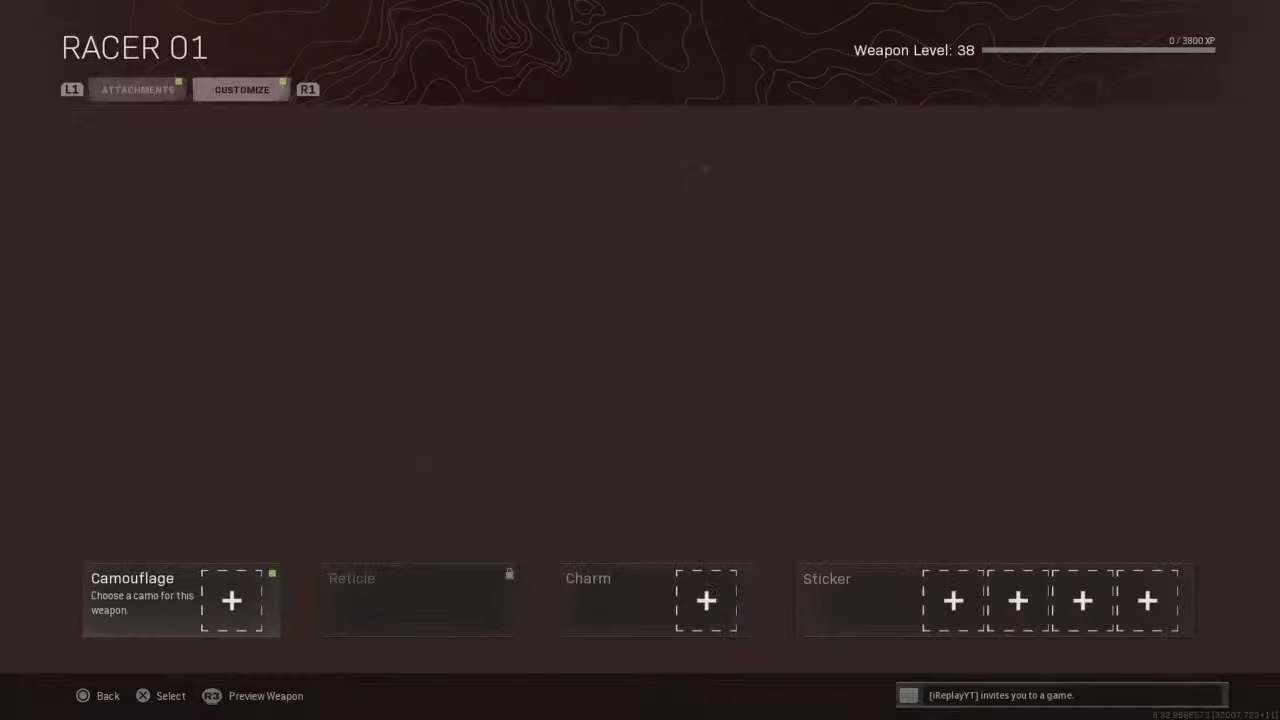 RACER 01
Weapon Level: 38
0 / 3800 XP
L1 ATTACHMENTS CUSTOMIZE R1
Camouflage
Choose a camo for this
weapon.
Reticle
Charm
Sticker
Back Select R3 Preview Weapon
[iReplayYT] invites you to a game.